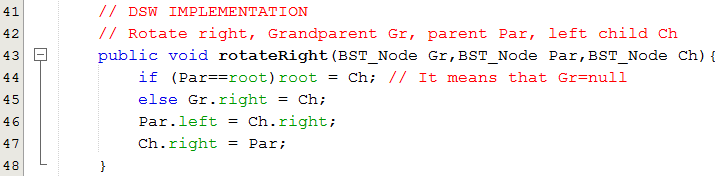 41 // DSW IMPLEMENTATION
42 // Rotate right, Grandparent Gr, parent Par, left child Ch
43 public void rotateRight(BST_Node Gr,BST_Node Par,BST_Node Ch){
44 if (Par==root)root = Ch; // It means that Gr=null
45 else Gr.right = Ch;
46 Par.left = Ch.right;
47 Ch.right = Par;
48 }